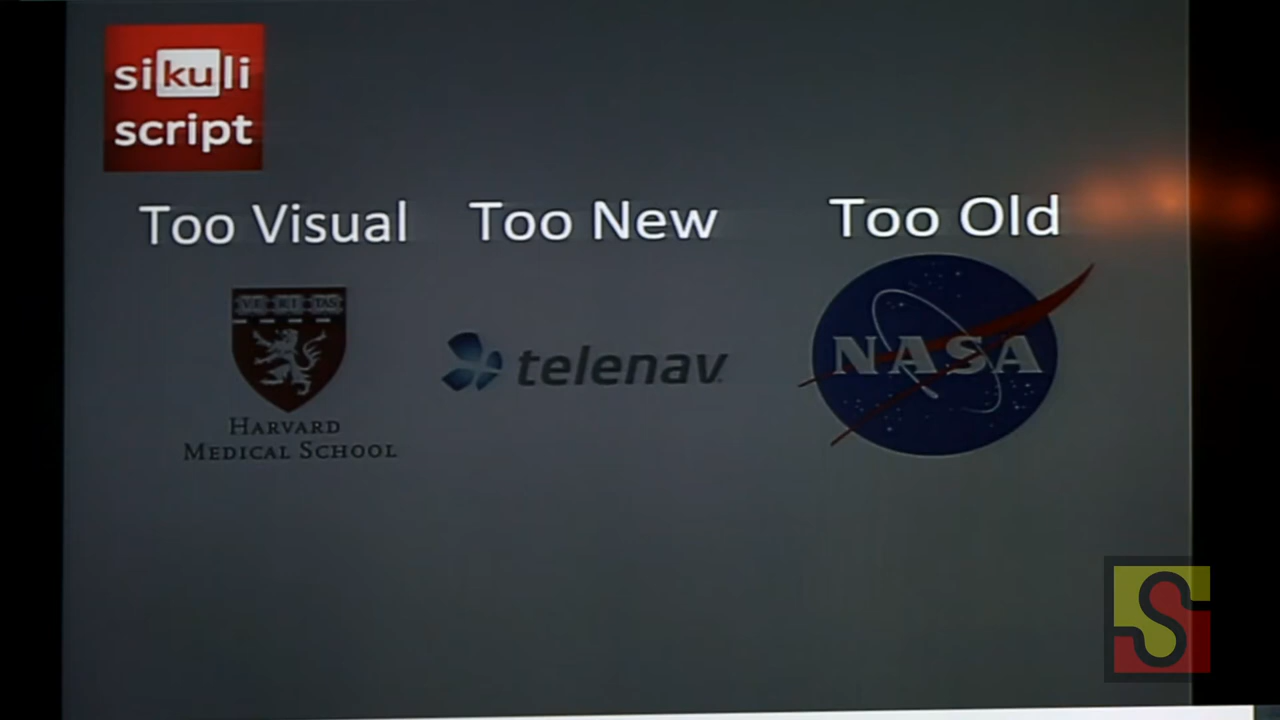 sikuli
script
Too Visual
Too New
Too Old
VE RI TAS
HARVARD
MEDICAL SCHOOL
telenav
NASA